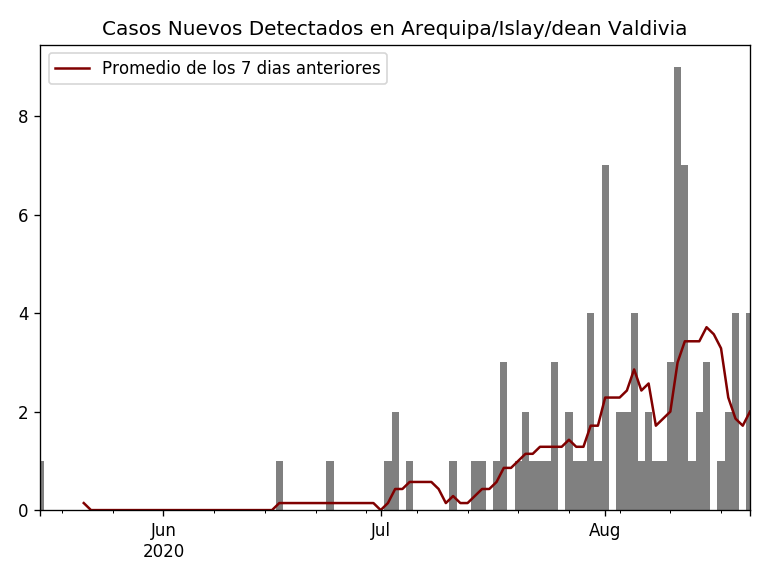 Casos Nuevos Detectados en Arequipa/Islay/dean Valdivia
Promedio de los 7 dias anteriores
8
6
4
2
0
Jun
2020
Jul
Aug